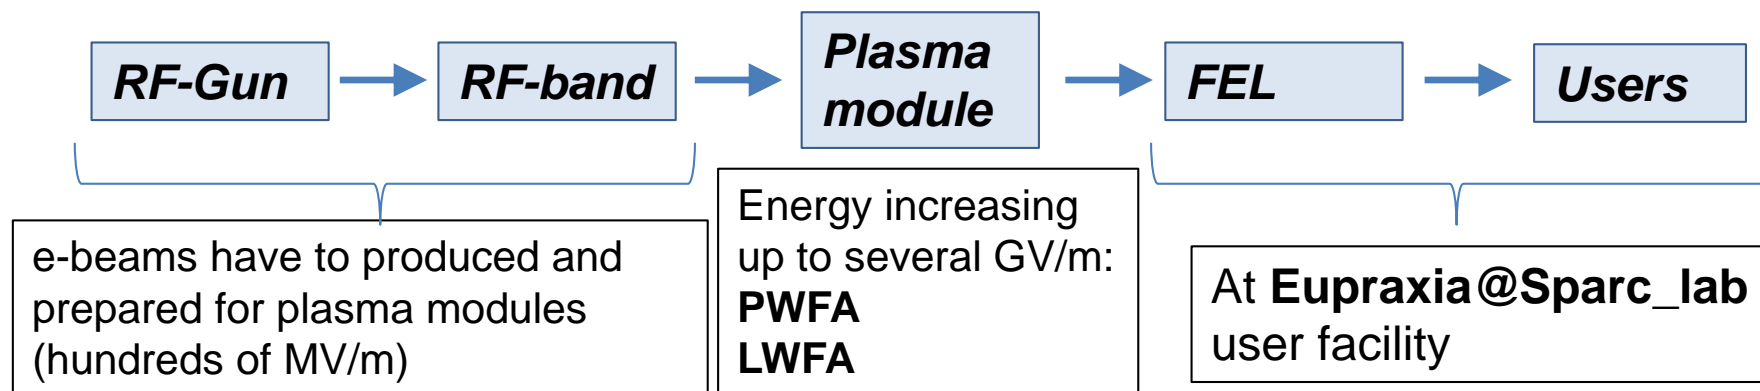 RF-Gun
RF-band
Plasma
module
FEL
Users
e-beams have to produced and
prepared for plasma modules
(hundreds of MV/m)
Energy increasing
up to several GV/m:
PWFA
LWFA
At Eupraxia@Sparc_lab
user facility